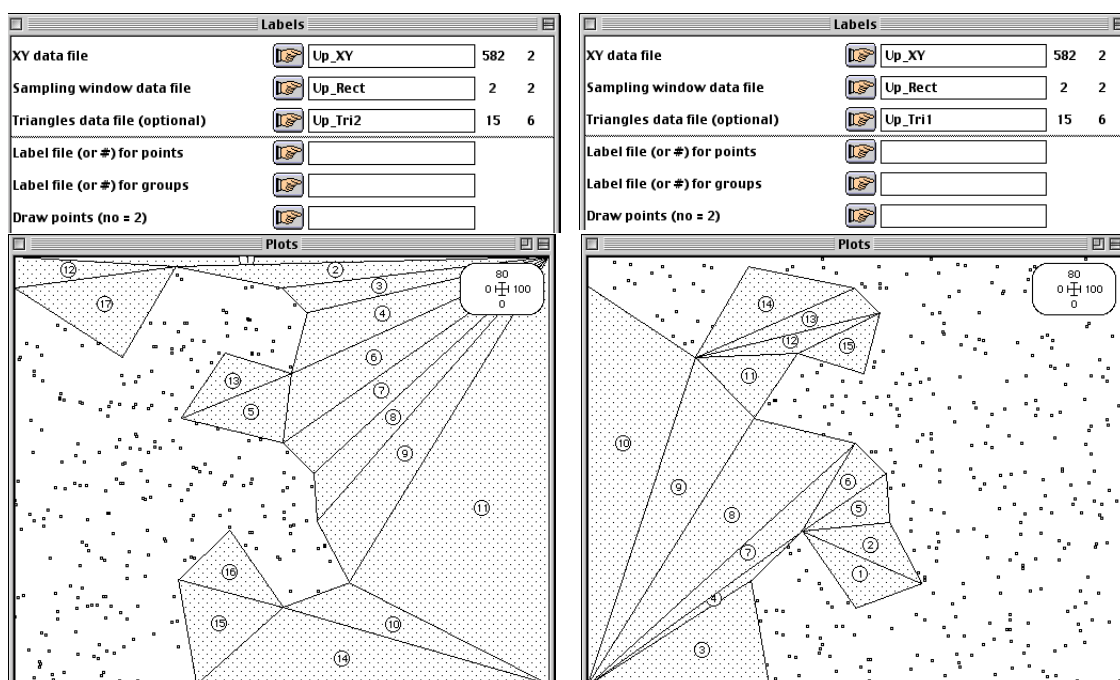 Labels
XY data file Up_XY 582 2
Sampling window data file Up_Rect 2 2
Triangles data file (optional) Up_Tri2 15 6
Label file (or #) for points
Label file (or #) for groups
Draw points (no = 2)
Plots
1
12
2
80
17
3
0 100
4
0
6
13
7
5
8
9
11
16
15
10
14
Labels
XY data file Up_XY 582 2
Sampling window data file Up_Rect 2 2
Triangles data file (optional) Up_Tri1 15 6
Label file (or #) for points
Label file (or #) for groups
Draw points (no = 2)
Plots
80
0 100
14
0
13
12
15
11
10
6
9
5
8
2
7
1
4
3